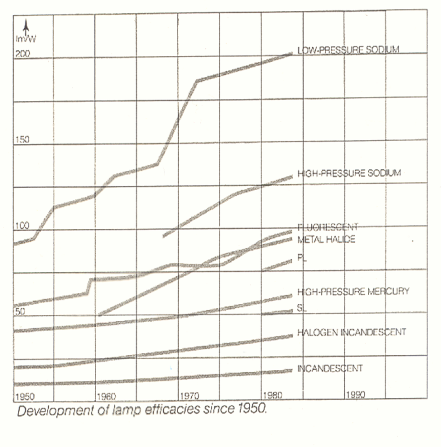 lm/W
200
LOW-PRESSURE SODIUM
150
HIGH-PRESSURE SODIUM
100
FLUORESCENT
METAL HALIDE
PL
HIGH-PRESSURE MERCURY
50
SL
HALOGEN INCANDESCENT
INCANDESCENT
1950 1960 1970 1980 1990
Development of lamp efficacies since 1950.